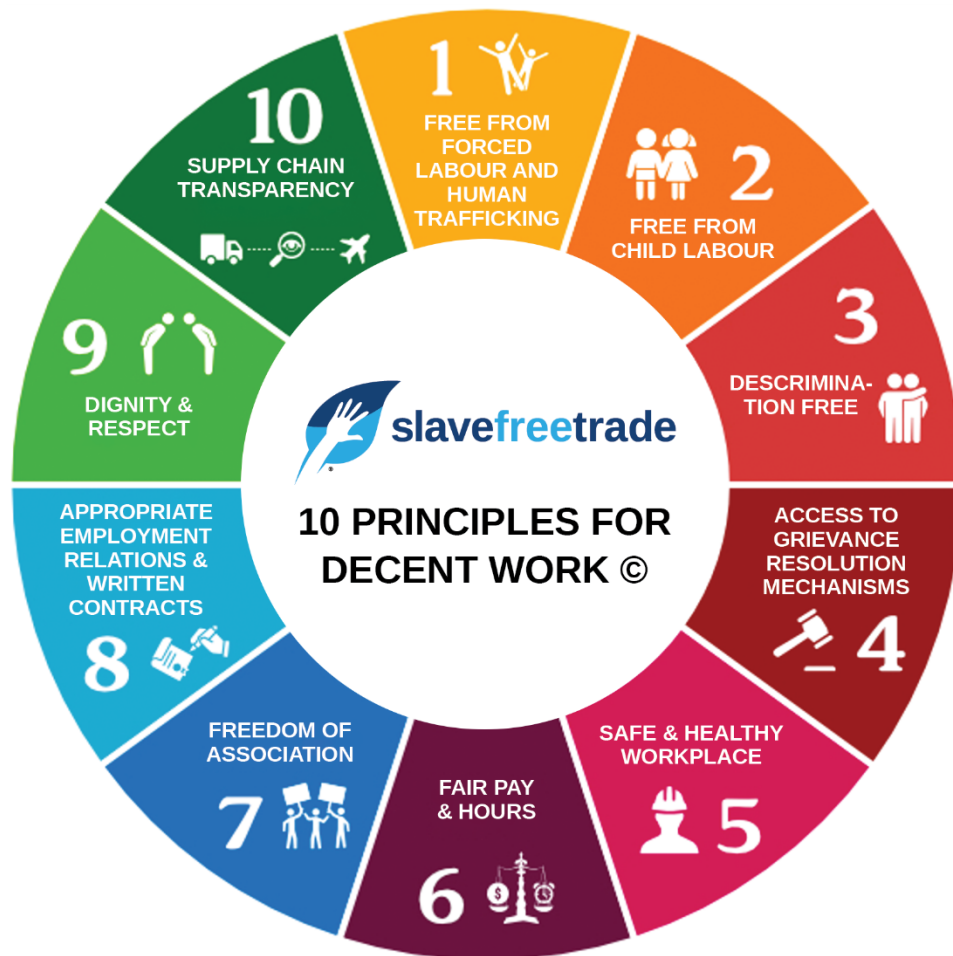 1
FREE FROM
FORCED
LABOUR AND
HUMAN
TRAFFICKING
2
FREE FROM
CHILD LABOUR
3
DESCRIMINA-
TION FREE
ACCESS TO
GRIEVANCE
RESOLUTION
MECHANISMS
4
SAFE & HEALTHY
WORKPLACE
5
FAIR PAY
& HOURS
6
$
FREEDOM OF
ASSOCIATION
7
APPROPRIATE
EMPLOYMENT
RELATIONS &
WRITTEN
CONTRACTS
8
9
DIGNITY &
RESPECT
10
SUPPLY CHAIN
TRANSPARENCY
slavefreetrade
®
10 PRINCIPLES FOR
DECENT WORK ©